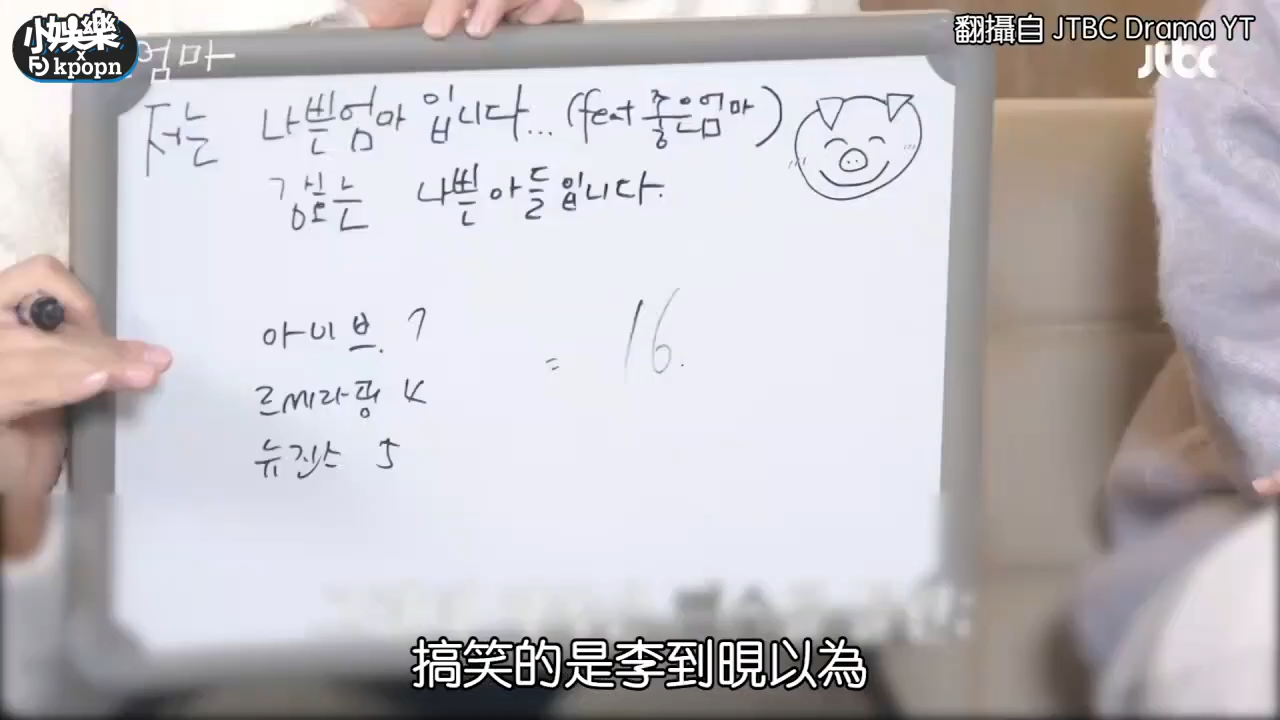 小娛樂
x
kpopn
翻攝自 JTBC Drama YT
jtbc
엄마
저는 나쁜엄마 입니다...(feat 좋은엄마)
강호는 나쁜아들입니다.
아이브 7
르세라핌 4
뉴진스 5
= 16.
搞笑的是李到晛以為